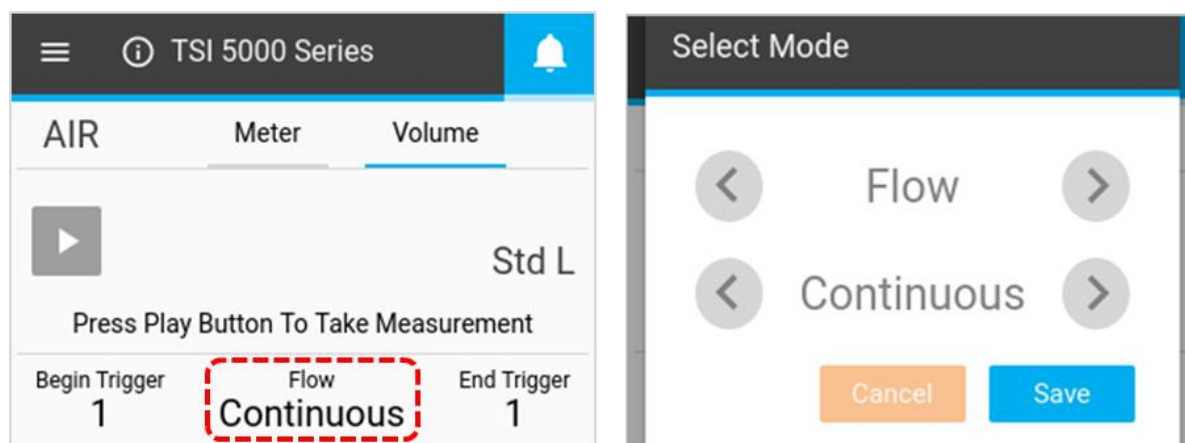 TSI 5000 Series
AIR Meter Volume
Std L
Press Play Button To Take Measurement
Begin Trigger Flow End Trigger
1 Continuous 1
Select Mode
Flow
Continuous
Cancel Save